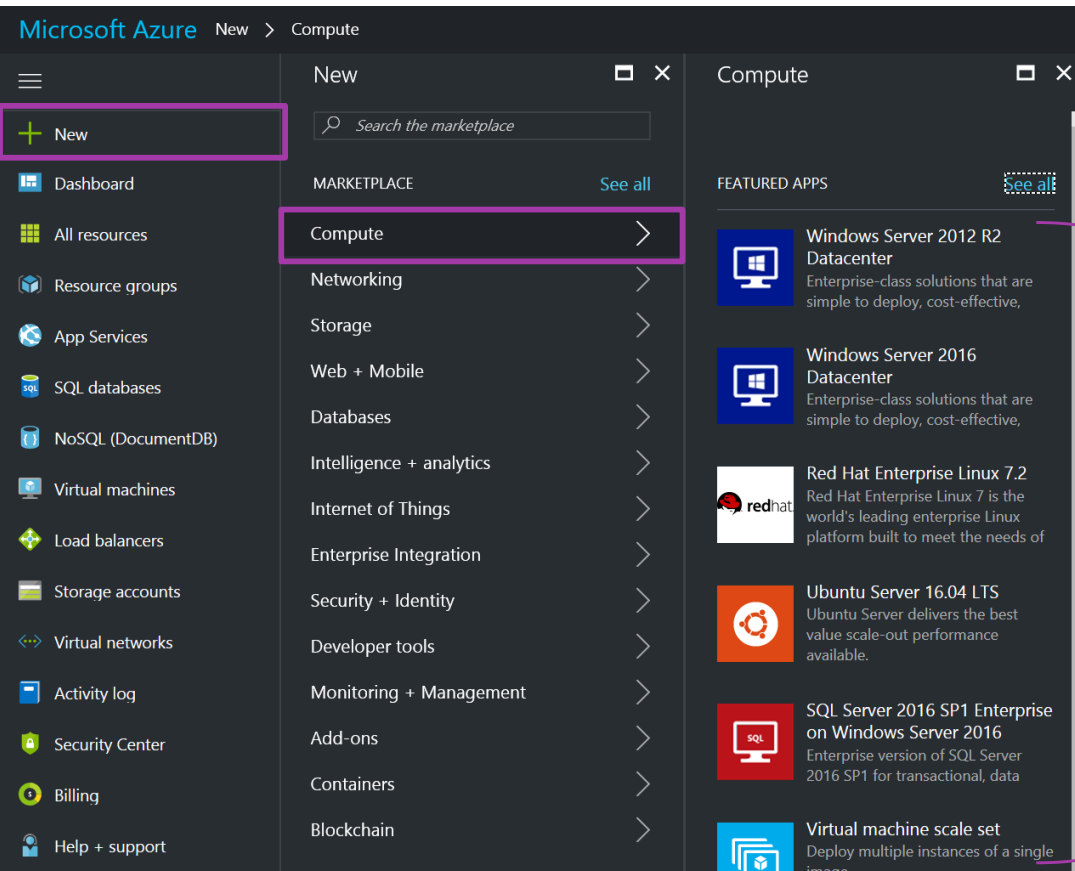 Microsoft Azure New > Compute
New
Dashboard
All resources
Resource groups
App Services
SQL databases
NoSQL (DocumentDB)
Virtual machines
Load balancers
Storage accounts
Virtual networks
Activity log
Security Center
Billing
Help + support
New
Search the marketplace
MARKETPLACE See all
Compute
Networking
Storage
Web + Mobile
Databases
Intelligence + analytics
Internet of Things
Enterprise Integration
Security + Identity
Developer tools
Monitoring + Management
Add-ons
Containers
Blockchain
Compute
FEATURED APPS See all
Windows Server 2012 R2
Datacenter
Enterprise-class solutions that are
simple to deploy, cost-effective,
Windows Server 2016
Datacenter
Enterprise-class solutions that are
simple to deploy, cost-effective,
redhat.
Red Hat Enterprise Linux 7.2
Red Hat Enterprise Linux 7 is the
world's leading enterprise Linux
platform built to meet the needs of
Ubuntu Server 16.04 LTS
Ubuntu Server delivers the best
value scale-out performance
available.
SQL
SQL Server 2016 SP1 Enterprise
on Windows Server 2016
Enterprise version of SQL Server
2016 SP1 for transactional, data
Virtual machine scale set
Deploy multiple instances of a single
image